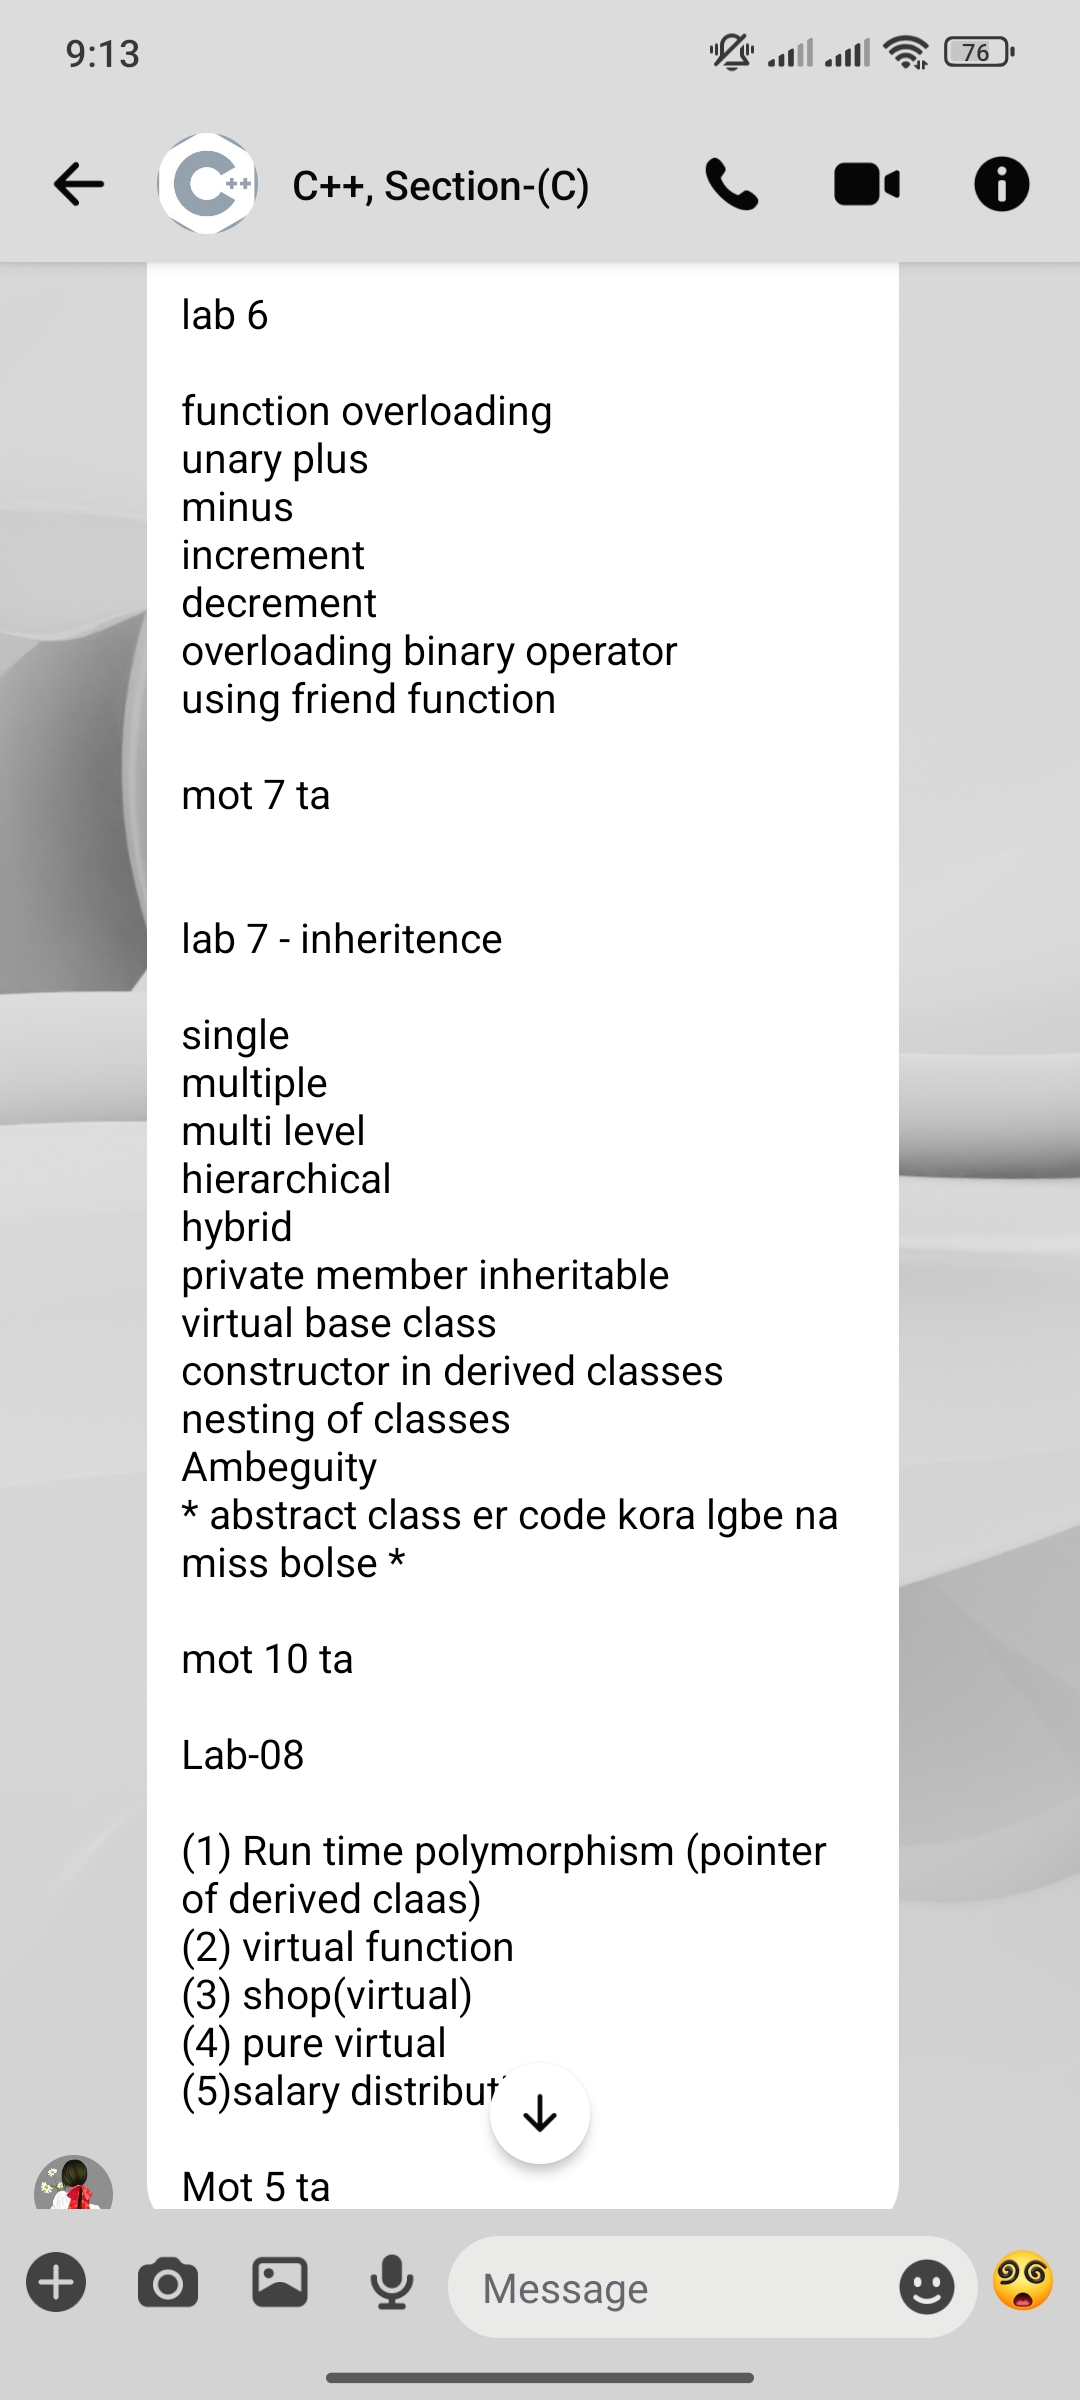 9:13
76
C++, Section-(C)
lab 6
function overloading
unary plus
minus
increment
decrement
overloading binary operator
using friend function
mot 7 ta
lab 7 - inheritence
single
multiple
multi level
hierarchical
hybrid
private member inheritable
virtual base class
constructor in derived classes
nesting of classes
Ambeguity
* abstract class er code kora lgbe na
miss bolse *
mot 10 ta
Lab-08
(1) Run time polymorphism (pointer
of derived claas)
(2) virtual function
(3) shop(virtual)
(4) pure virtual
(5)salary
Mot 5 ta
Message